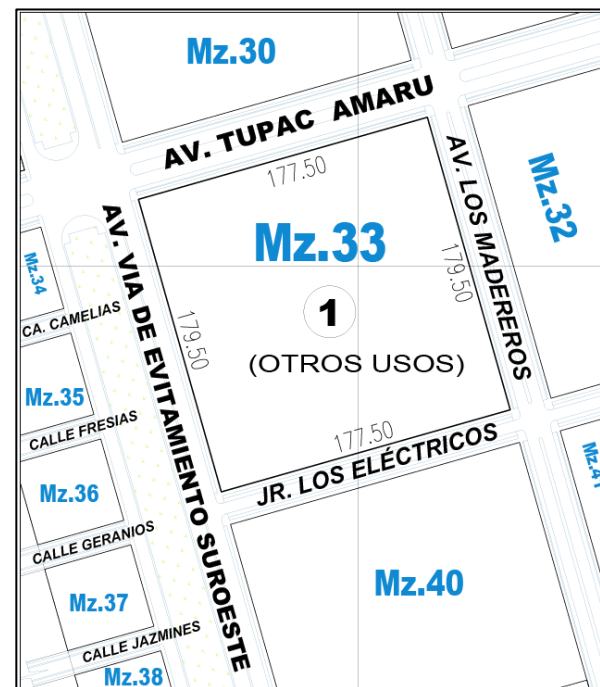 Mz.30
AV. TUPAC AMARU
177.50
AV. LOS MADEREROS
Mz.32
Mz.33
179.50
1
(OTROS USOS)
179.50
177.50
JR. LOS ELÉCTRICOS
AV. VIA DE EVITAMIENTO SUROESTE
Mz.34
CA. CAMELIAS
Mz.35
CALLE FRESIAS
Mz.36
CALLE GERANIOS
Mz.37
CALLE JAZMINES
Mz.38
Mz.40
Mz.41